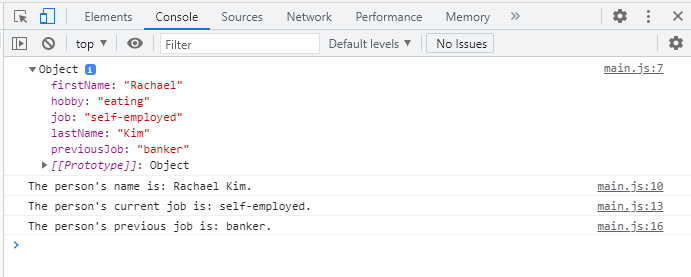 Elements Console Sources Network Performance Memory »
top Filter Default levels No Issues
Object i main.js:7
firstName: "Rachael"
hobby: "eating"
job: "self-employed"
lastName: "Kim"
previousJob: "banker"
[[Prototype]]: Object
The person's name is: Rachael Kim. main.js:10
The person's current job is: self-employed. main.js:13
The person's previous job is: banker. main.js:16
>